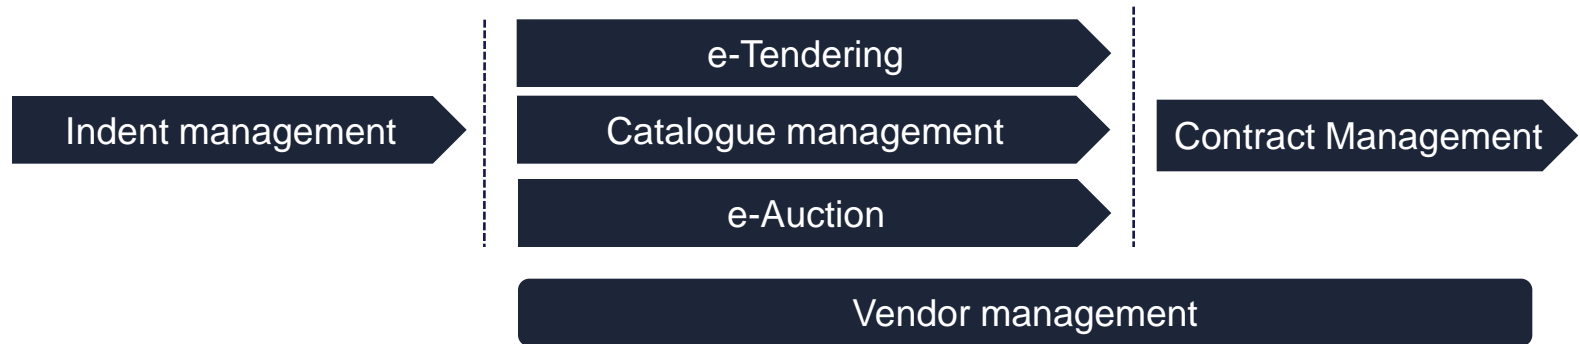 e-Tendering
Indent management
Catalogue management
Contract Management
e-Auction
Vendor management